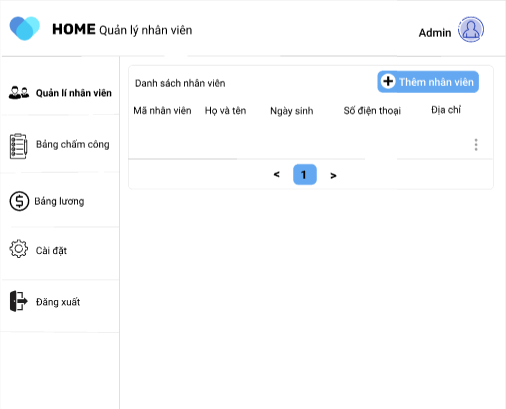 HOME Quản lý nhân viên
Admin
Quản lí nhân viên
Bảng chấm công
Bảng lương
Cài đặt
Đăng xuất
Danh sách nhân viên
Thêm nhân viên
Mã nhân viên Họ và tên Ngày sinh Số điện thoại Địa chỉ
< 1 >